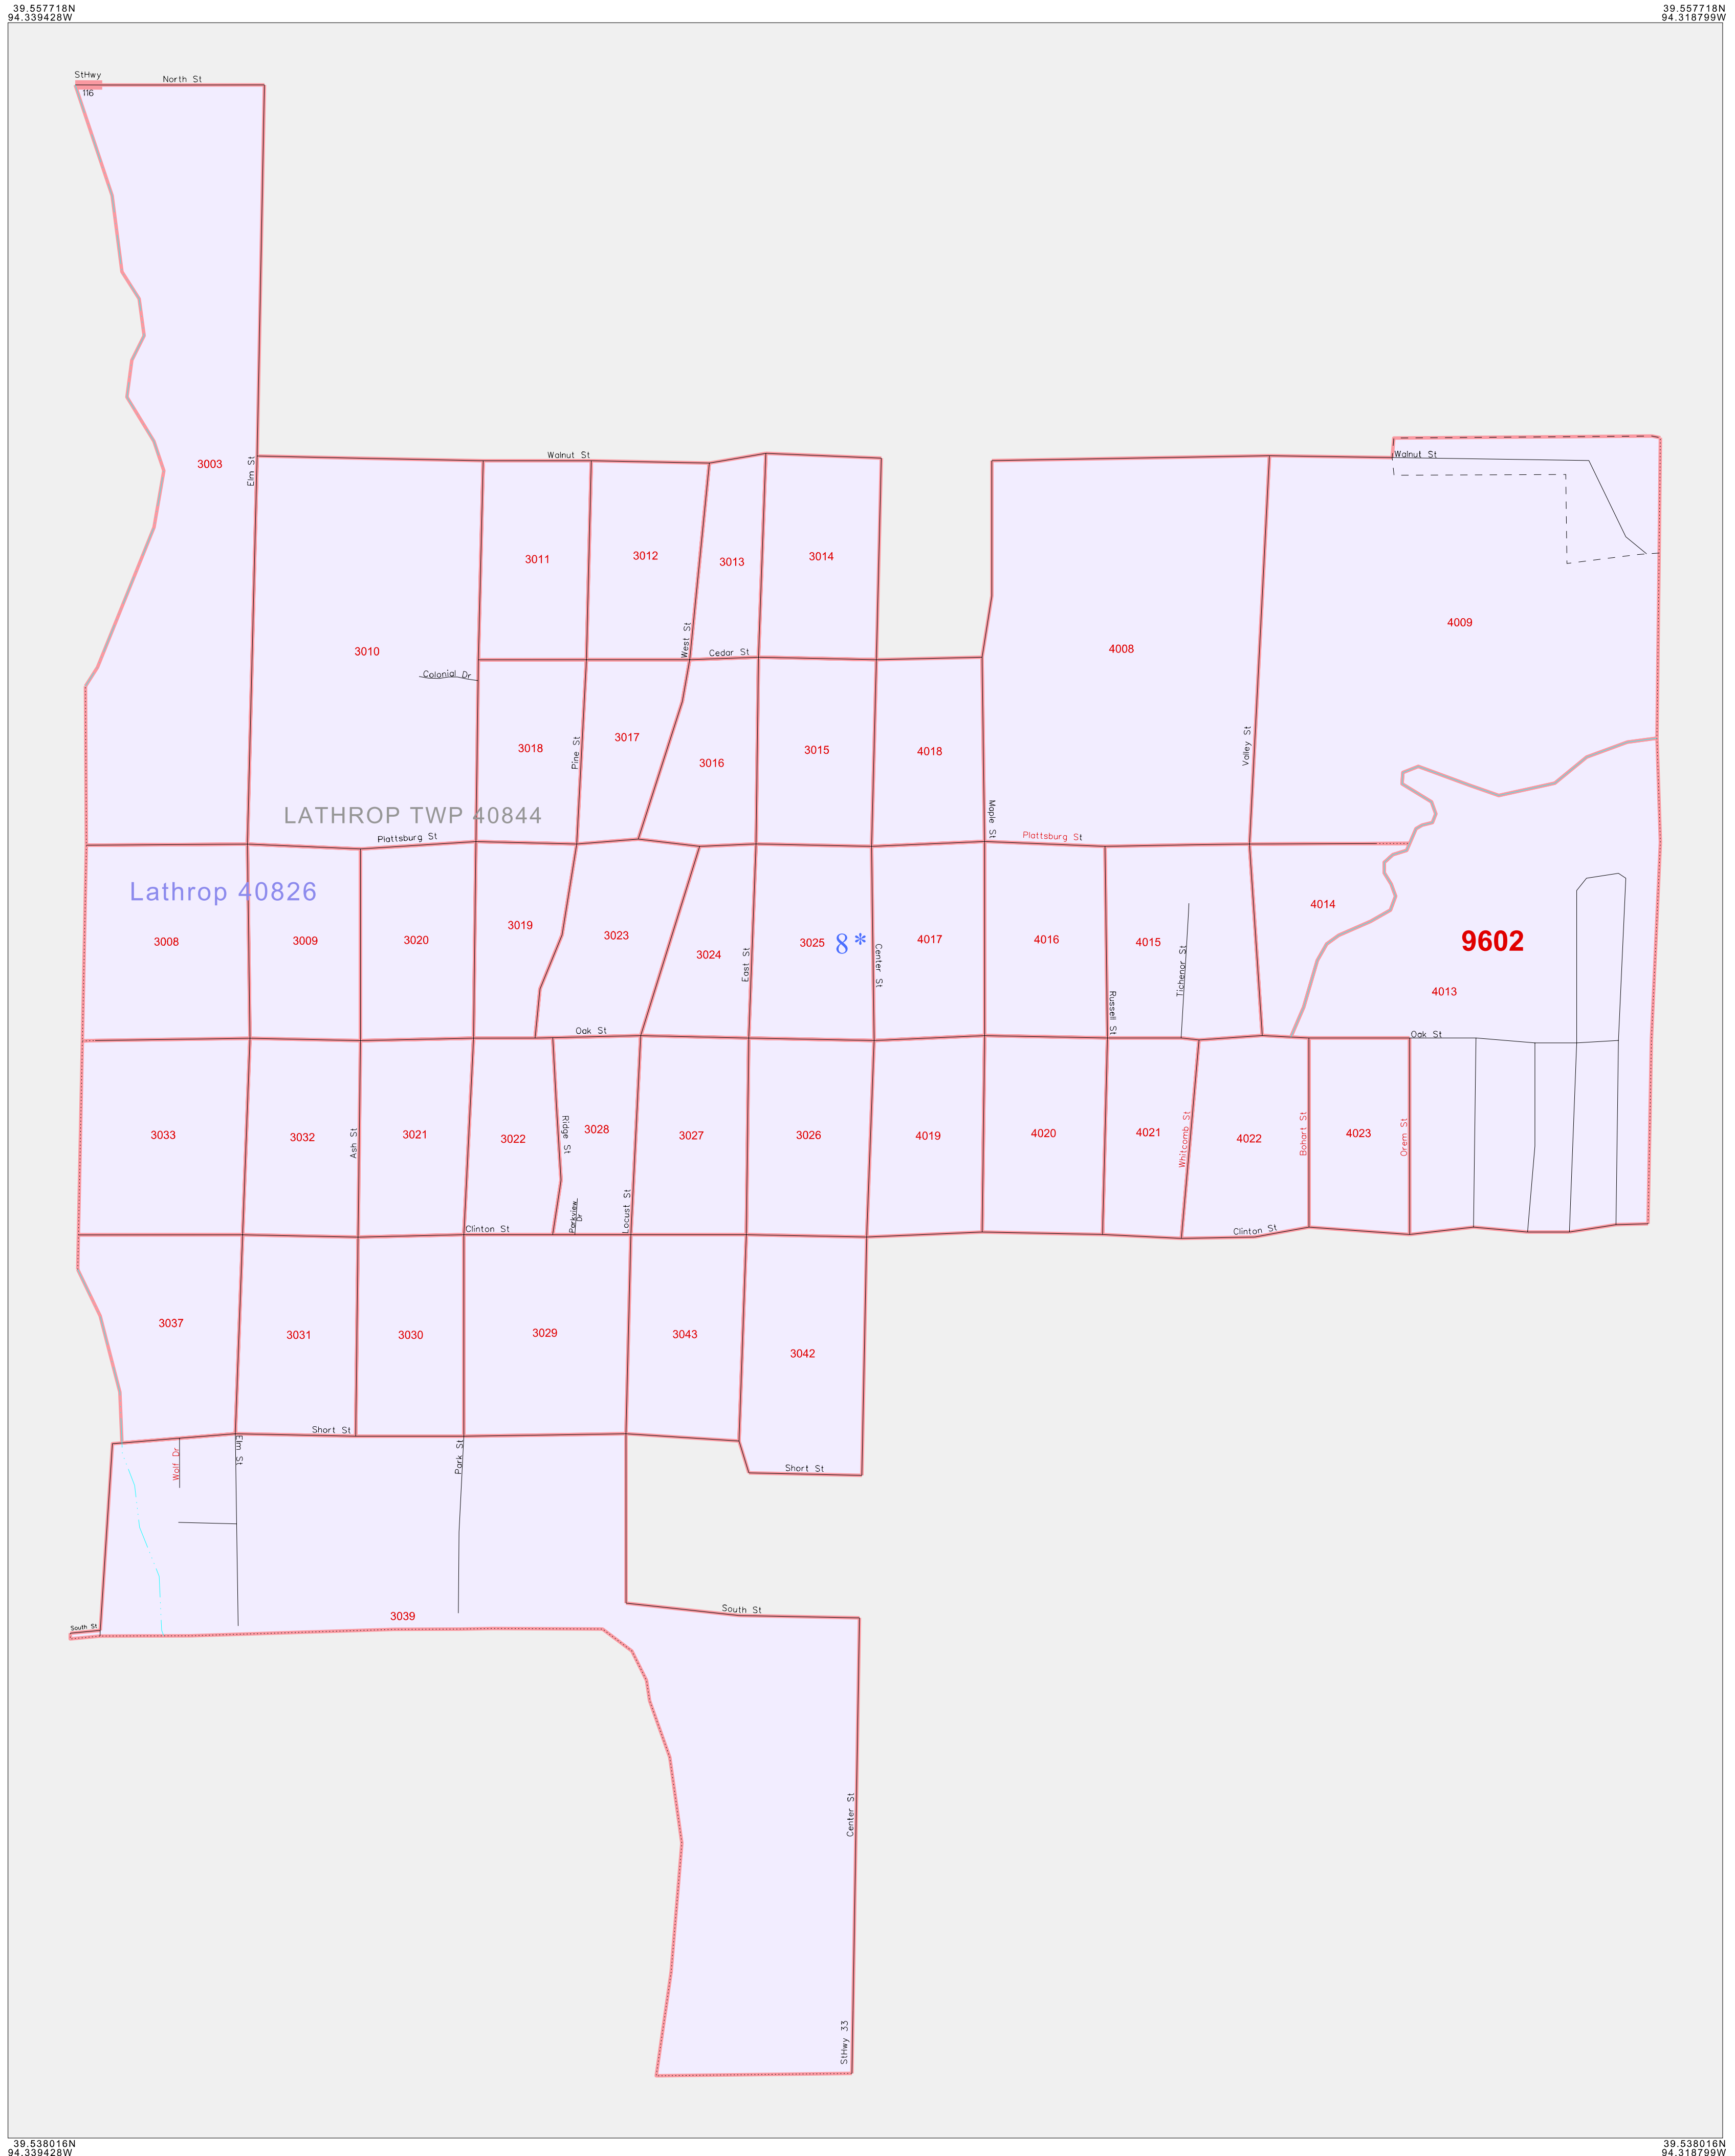 39.557718N
94.339428W
39.557718N
94.318799W
StHwy
116
North St
3003
Elm St
Walnut St
Walnut St
3011
3012
3013
3014
3010
Colonial Dr
West St
Cedar St
4008
4009
3018
Pine St
3017
3016
3015
4018
Valley St
LATHROP TWP 40844
Plattsburg St
Maple St
Plattsburg St
Lathrop 40826
3008
3009
3020
3019
3023
3024
East St
3025
8*
Center St
4017
4016
Russell St
4015
Tichenor St
4014
9602
4013
Oak St
Oak St
3033
3032
Ash St
3021
3022
Ridge St
3028
Parkview
Dr
Locust St
3027
3026
4019
4020
4021
Whitcomb St
4022
Bohart St
4023
Orem St
Clinton St
Clinton St
3037
3031
3030
3029
3043
3042
Short St
Short St
Wolf Dr
Elm St
Park St
South St
3039
South St
Center St
StHwy 33
39.538016N
94.339428W
39.538016N
94.318799W